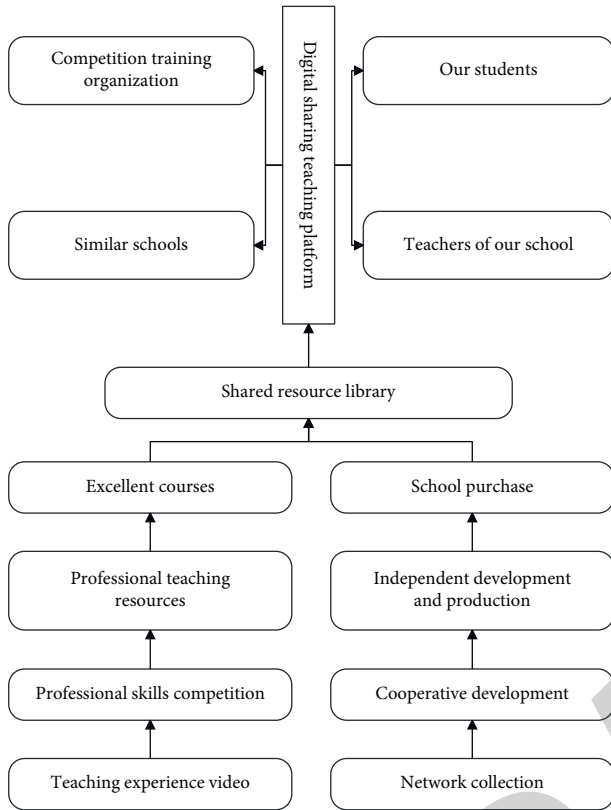 Competition training
organization
Digital sharing teaching platform
Our students
Similar schools
Teachers of our school
Shared resource library
Excellent courses
School purchase
Professional teaching
resources
Independent development
and production
Professional skills competition
Cooperative development
Teaching experience video
Network collection